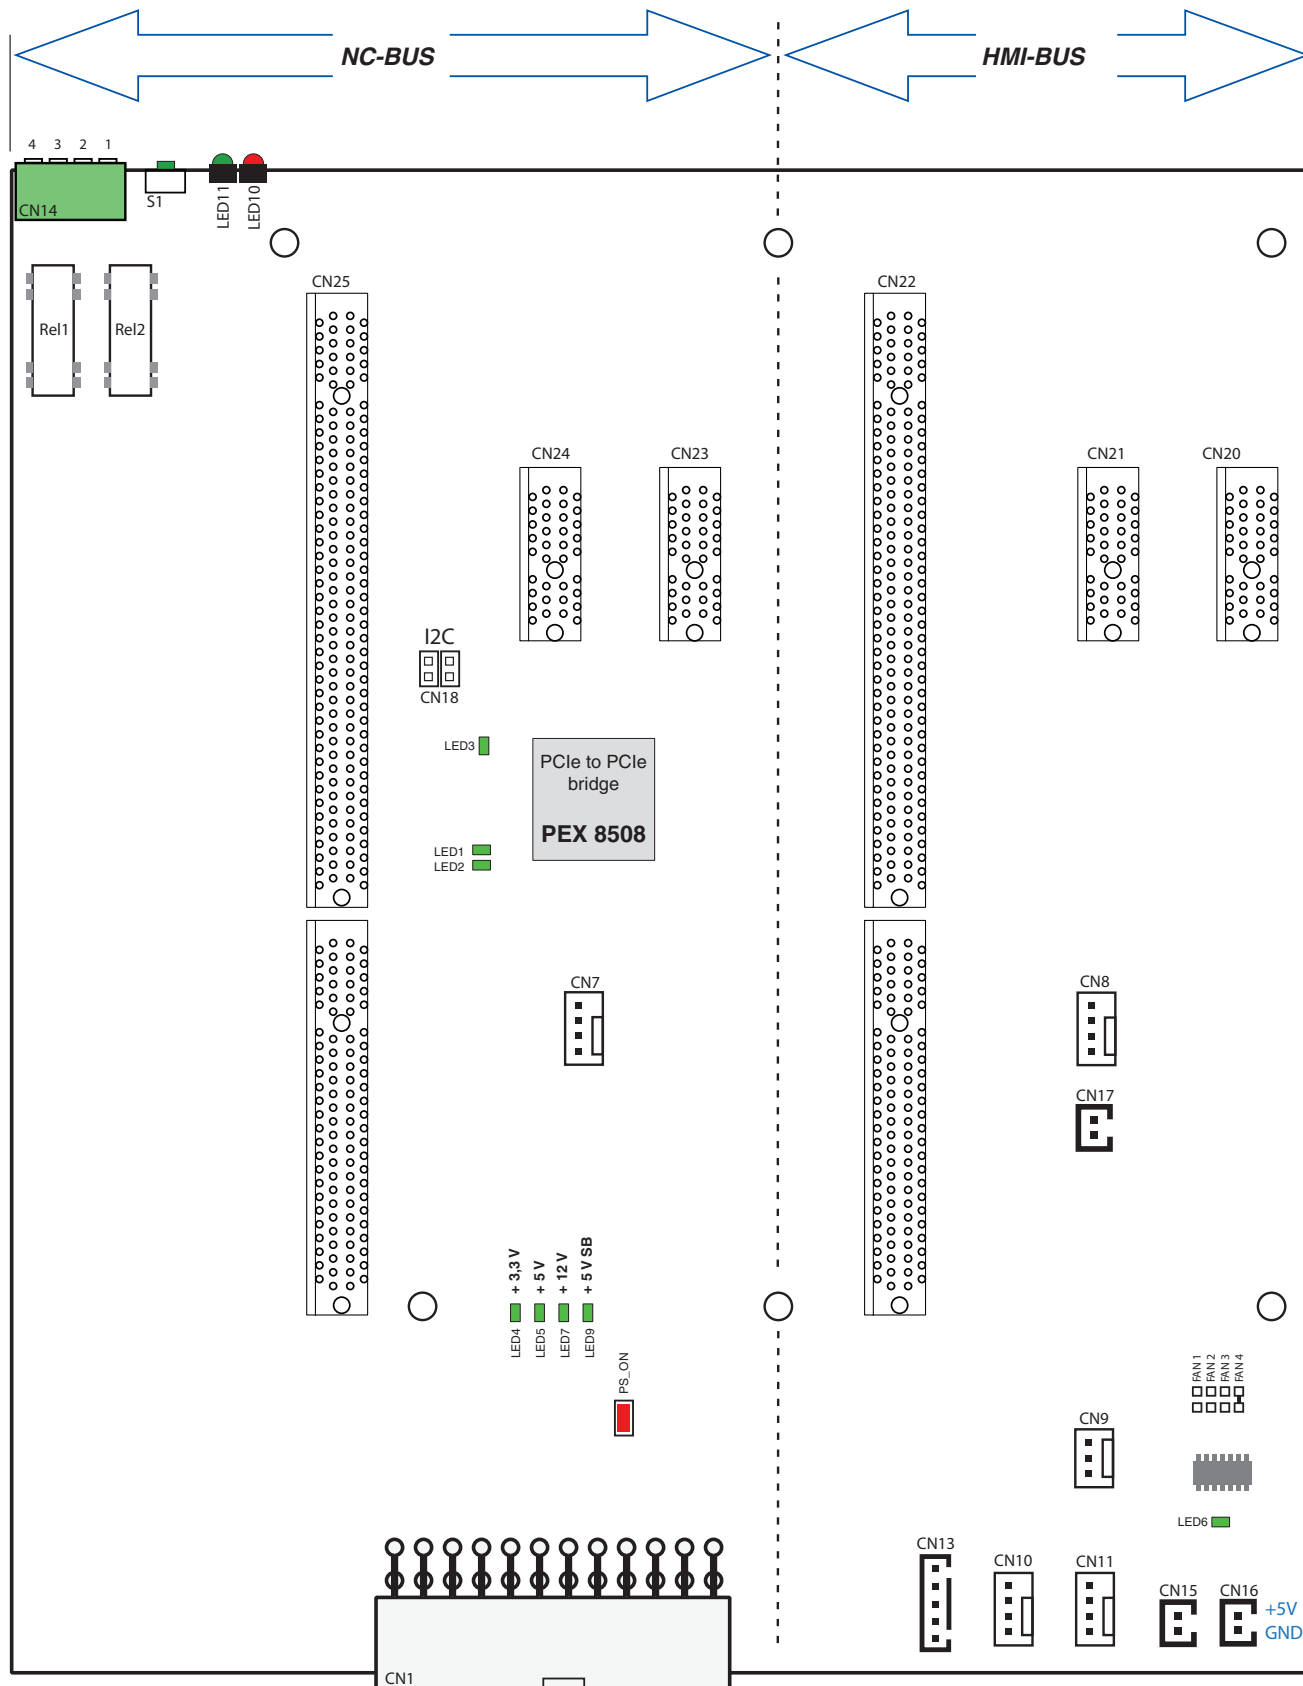 NC-BUS
HMI-BUS
4 3 2 1
CN14
S1
LED11
LED10
Rel1
Rel2
CN25
CN22
CN24
CN23
CN21
CN20
I2C
CN18
LED3
PCIe to PCIe
bridge
PEX 8508
LED1
LED2
CN7
CN8
CN17
+ 3,3 V
+ 5 V
+ 12 V
+ 5 V SB
LED4
LED5
LED7
LED9
PS_ON
FAN 1
FAN 2
FAN 3
FAN 4
CN9
LED6
CN13
CN10
CN11
CN15
CN16
+5V
GND
CN1